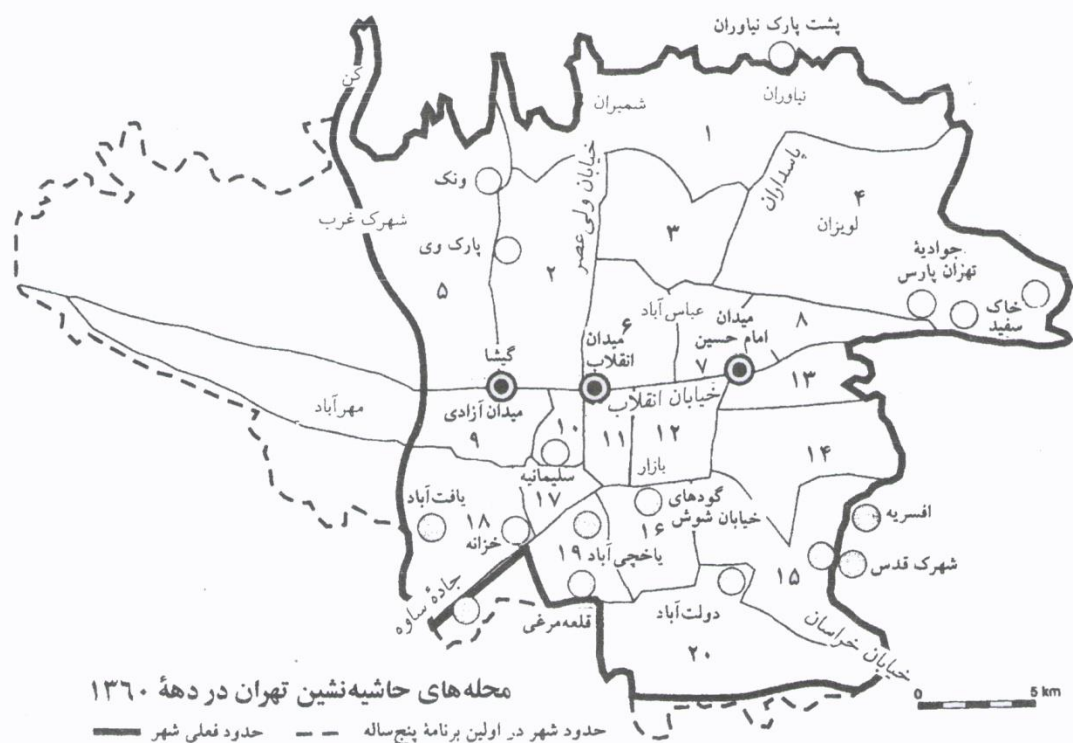 پشت پارک نیاوران
کن
شمیران
نیاوران
۱
خیابان ولی عصر
پاسداران
۴
لویزان
ونک
شهرک غرب
پارک وی
۳
۲
۵
جوادیهٔ
تهران پارس
خاک
سفید
عباس آباد
میدان
امام حسین
۸
۶
میدان
انقلاب
گیشا
۷
۱۳
خیابان انقلاب
میدان آزادی
مهرآباد
۹
۱۰
۱۱
۱۲
۱۴
بازار
سلیمانیه
۱۷
یافت آباد
۱۸
خزانه
گودهای
خیابان شوش
۱۶
افسریه
۱۹
یاخچی آباد
شهرک قدس
۱۵
جادهٔ ساوه
قلعه مرغی
دولت آباد
خیابان خراسان
۲۰
محله‌های حاشیه‌نشین تهران در دههٔ ۱۳۶۰
0 5 km
حدود شهر در اولین برنامهٔ پنج‌ساله
حدود فعلی شهر